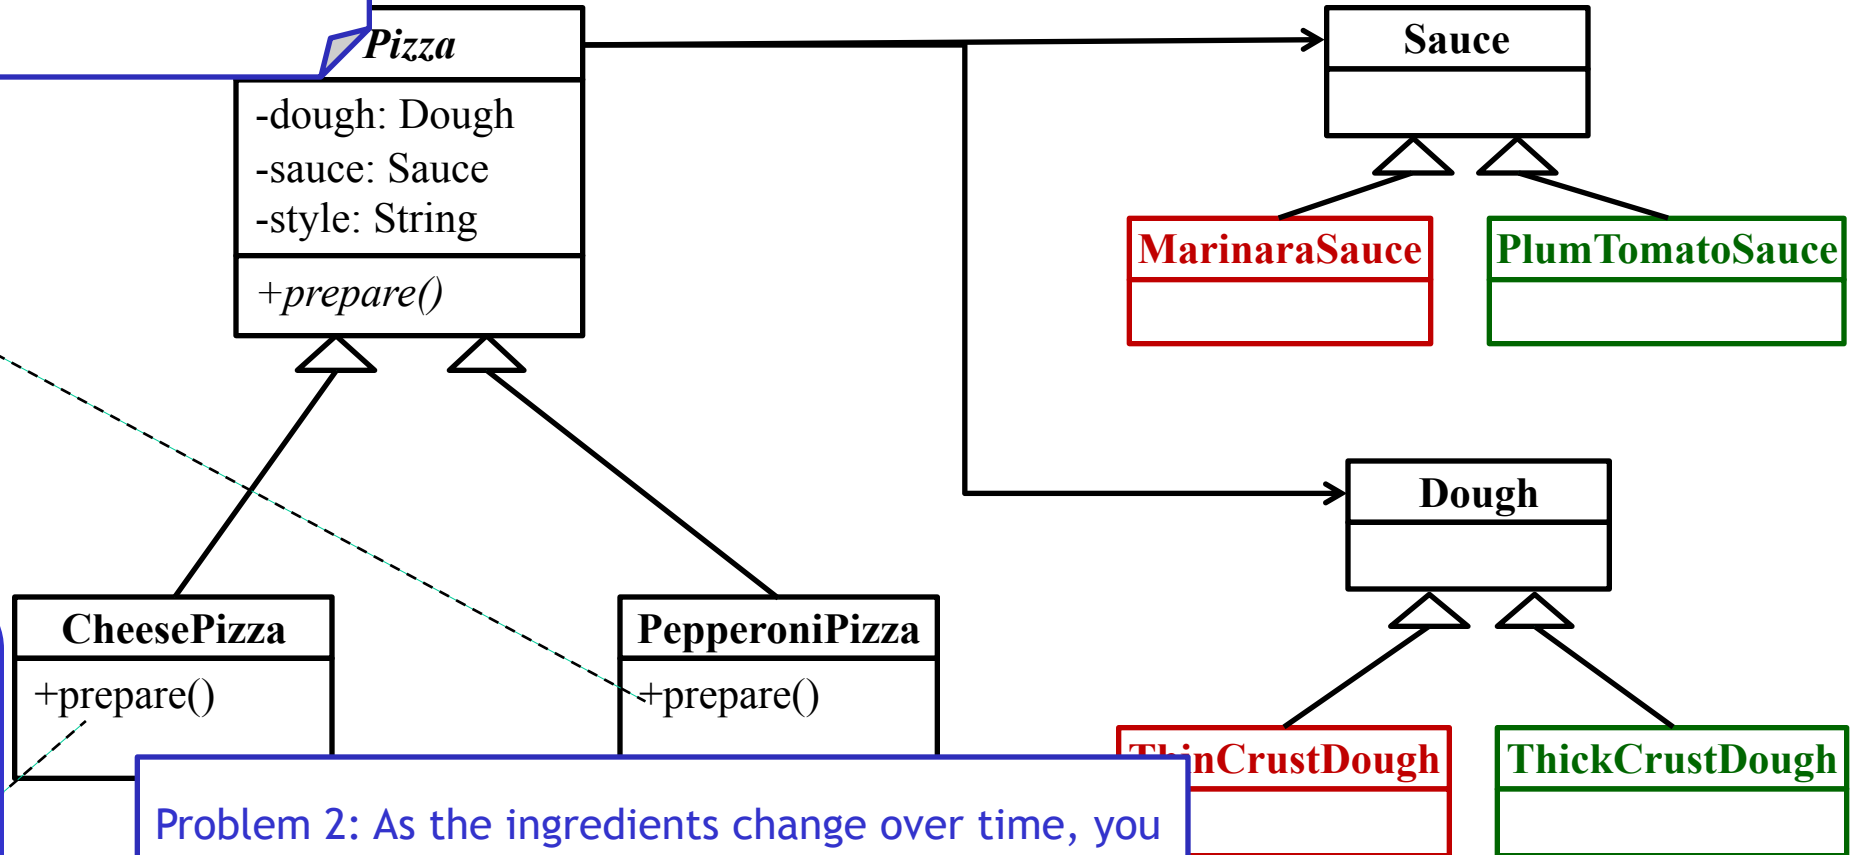 Pizza
-dough: Dough
-sauce: Sauce
-style: String
+prepare()
Sauce
MarinaraSauce
PlumTomatoSauce
Dough
CheesePizza
+prepare()
PepperoniPizza
+prepare()
ThinCrustDough
ThickCrustDough
Problem 2: As the ingredients change over time, you